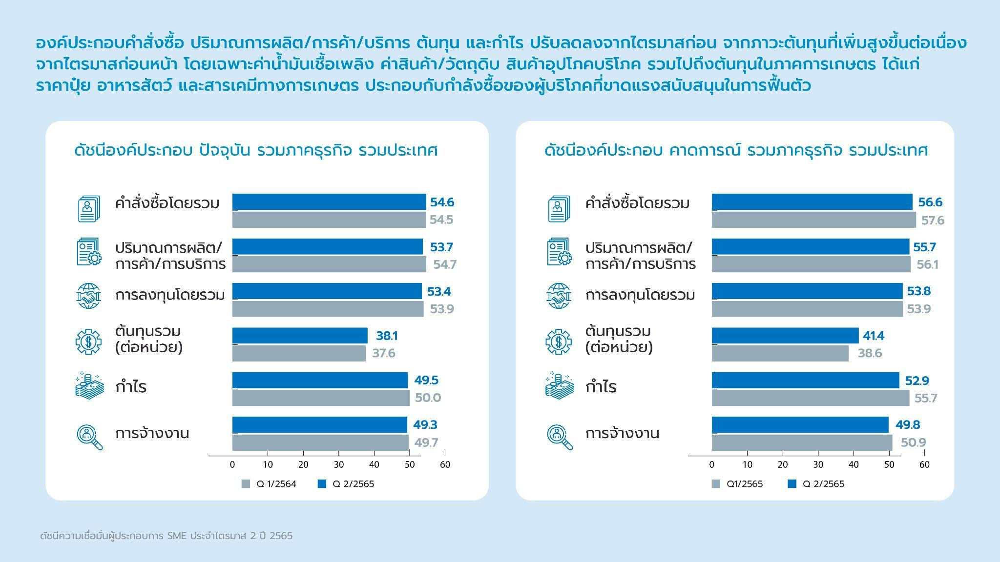 องค์ประกอบคำสั่งซื้อ ปริมาณการผลิต/การค้า/บริการ ต้นทุน และกำไร ปรับลดลงจากไตรมาสก่อน จากภาวะต้นทุนที่เพิ่มสูงขึ้นต่อเนื่อง
จากไตรมาสก่อนหน้า โดยเฉพาะค่าน้ำมันเชื้อเพลิง ค่าสินค้า/วัตถุดิบ สินค้าอุปโภคบริโภค รวมไปถึงต้นทุนในภาคการเกษตร ได้แก่
ราคาปุ๋ย อาหารสัตว์ และสารเคมีทางการเกษตร ประกอบกับกำลังซื้อของผู้บริโภคที่ขาดแรงสนับสนุนในการฟื้นตัว
ดัชนีองค์ประกอบ ปัจจุบัน รวมภาคธุรกิจ รวมประเทศ
คำสั่งซื้อโดยรวม
54.6
54.5
ปริมาณการผลิต/
การค้า/การบริการ
53.7
54.7
การลงทุนโดยรวม
53.4
53.9
ต้นทุนรวม
(ต่อหน่วย)
38.1
37.6
กำไร
49.5
50.0
การจ้างงาน
49.3
49.7
0 10 20 30 40 50 60
Q 1/2564 Q 2/2565
ดัชนีองค์ประกอบ คาดการณ์ รวมภาคธุรกิจ รวมประเทศ
คำสั่งซื้อโดยรวม
56.6
57.6
ปริมาณการผลิต/
การค้า/การบริการ
55.7
56.1
การลงทุนโดยรวม
53.8
53.9
ต้นทุนรวม
(ต่อหน่วย)
41.4
38.6
กำไร
52.9
55.7
การจ้างงาน
49.8
50.9
0 10 20 30 40 50 60
Q1/2565 Q 2/2565
ดัชนีความเชื่อมั่นผู้ประกอบการ SME ประจำไตรมาส 2 ปี 2565